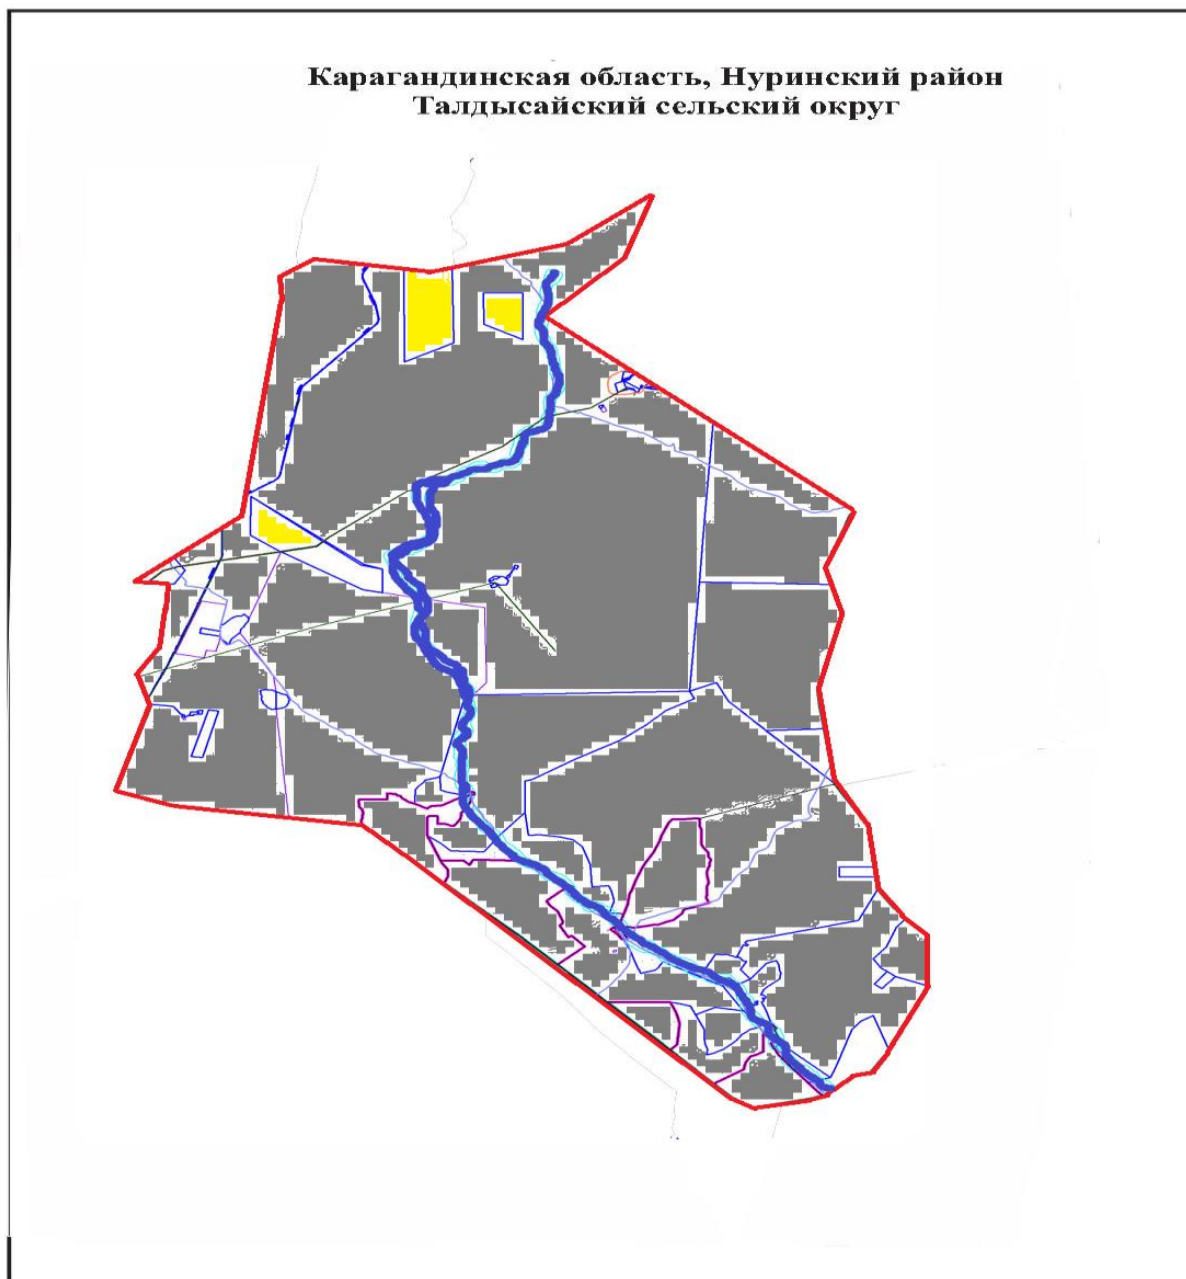 Карагандинская область, Нуринский район
Талдысайский сельский округ